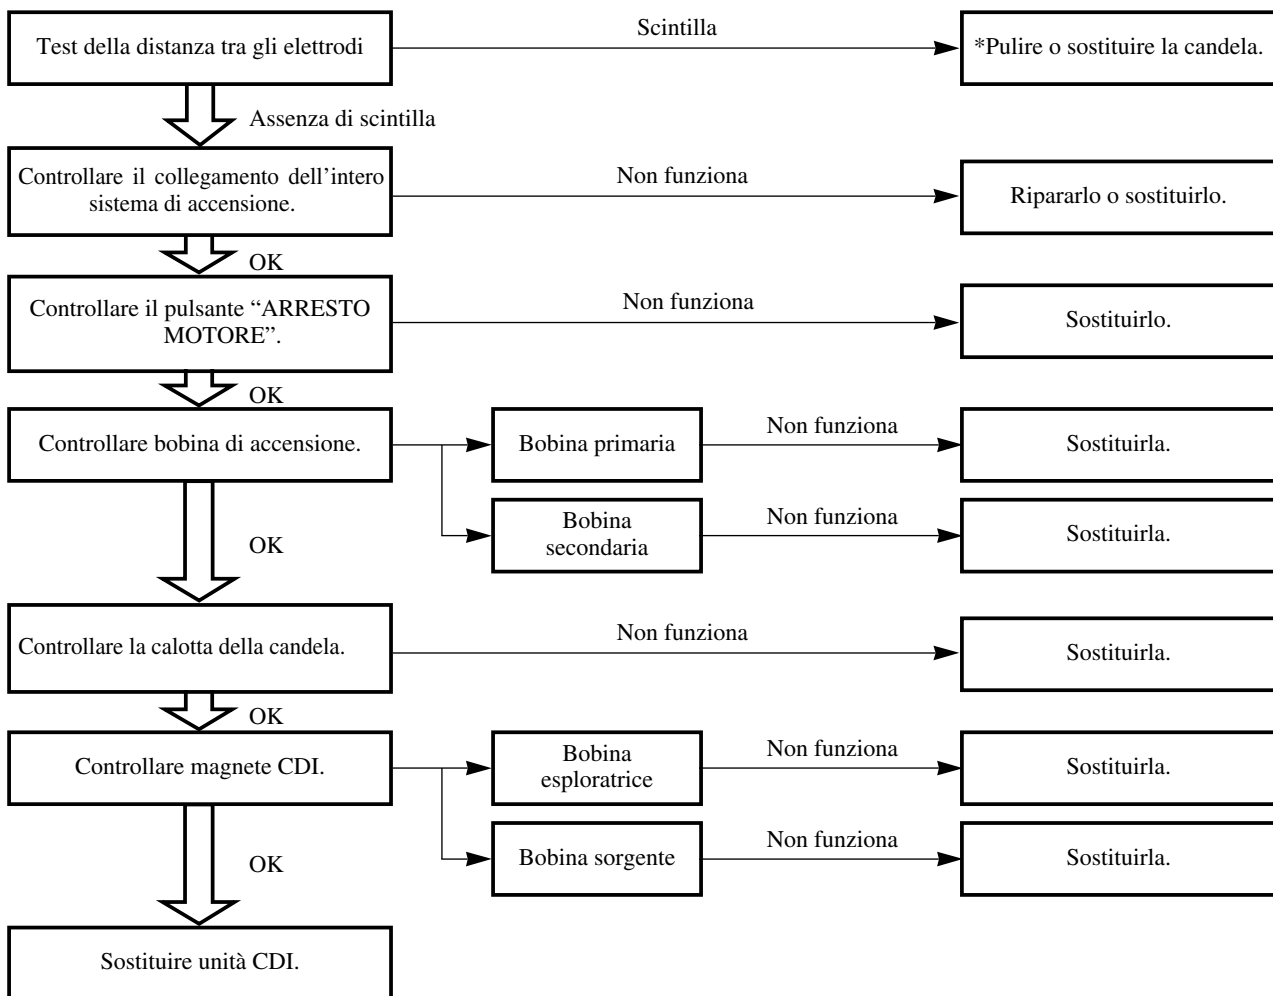 Test della distanza tra gli elettrodi
Scintilla
*Pulire o sostituire la candela.
Assenza di scintilla
Controllare il collegamento dell'intero
sistema di accensione.
Non funziona
Ripararlo o sostituirlo.
OK
Controllare il pulsante “ARRESTO
MOTORE”.
Non funziona
Sostituirlo.
OK
Controllare bobina di accensione.
Bobina primaria
Non funziona
Sostituirla.
Bobina
secondaria
Non funziona
Sostituirla.
OK
Controllare la calotta della candela.
Non funziona
Sostituirla.
OK
Controllare magnete CDI.
Bobina
esploratrice
Non funziona
Sostituirla.
Bobina sorgente
Non funziona
Sostituirla.
OK
Sostituire unità CDI.